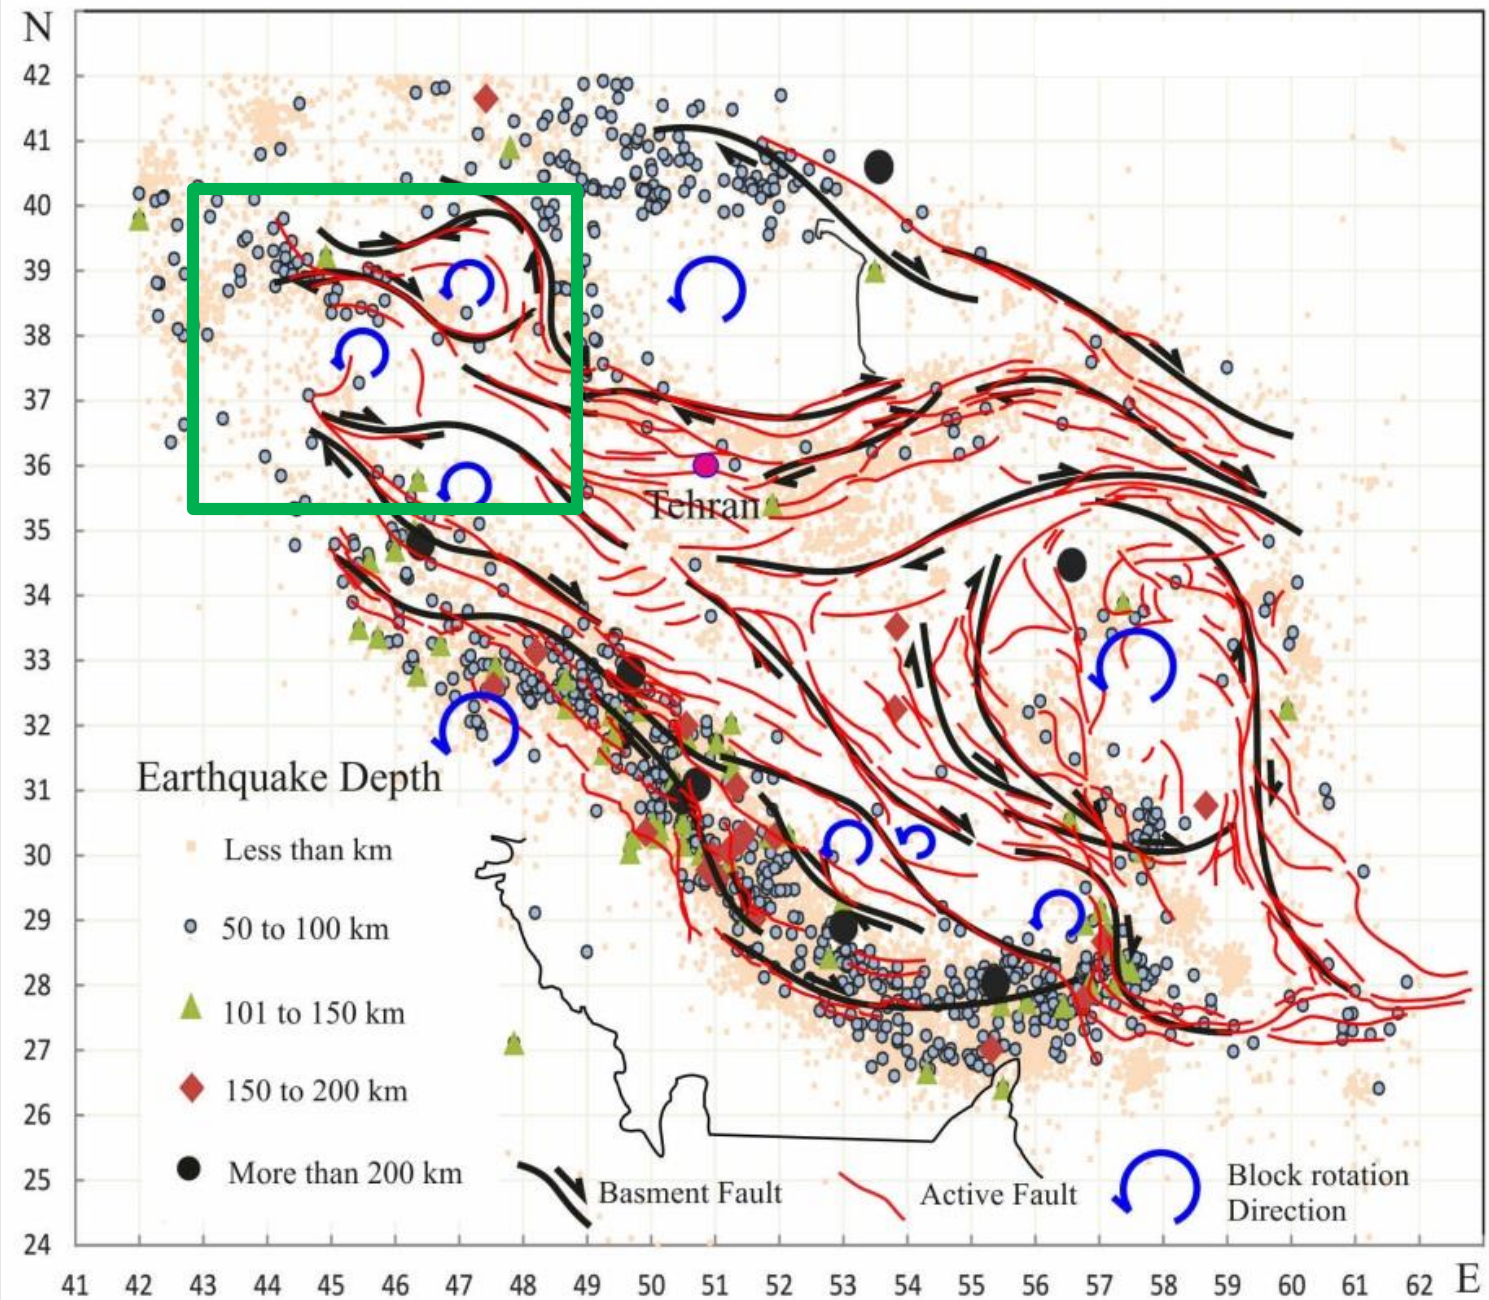 N
42
41
40
39
38
37
36
35
34
33
32
31
30
29
28
27
26
25
24
Tehran
Earthquake Depth
Less than km
50 to 100 km
101 to 150 km
150 to 200 km
More than 200 km
Basment Fault
Active Fault
Block rotation
Direction
41 42 43 44 45 46 47 48 49 50 51 52 53 54 55 56 57 58 59 60 61 62 E